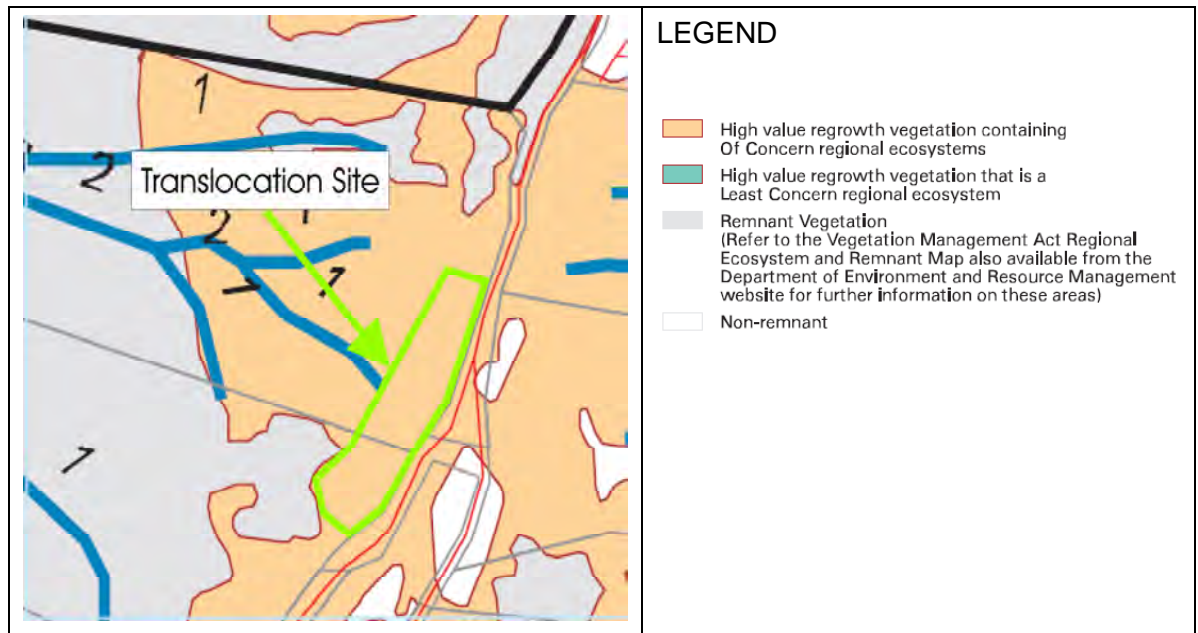 1
2
Translocation Site
1
2
1
1
1
LEGEND
High value regrowth vegetation containing
Of Concern regional ecosystems
High value regrowth vegetation that is a
Least Concern regional ecosystem
Remnant Vegetation
(Refer to the Vegetation Management Act Regional
Ecosystem and Remnant Map also available from the
Department of Environment and Resource Management
website for further information on these areas)
Non-remnant